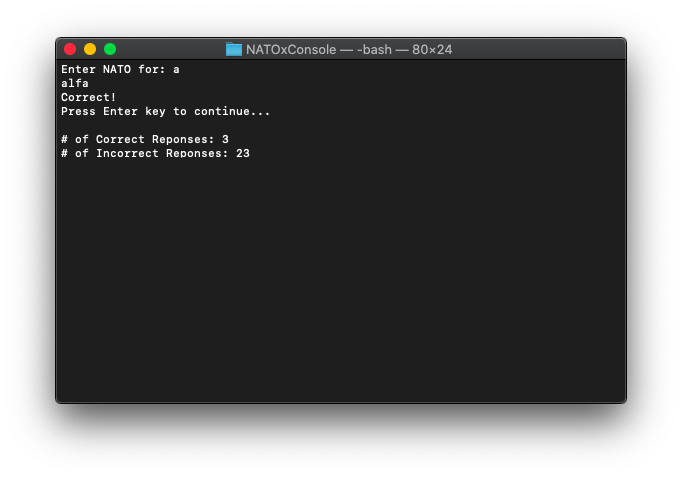 NATOxConsole — -bash — 80×24
Enter NATO for: a
alfa
Correct!
Press Enter key to continue...
# of Correct Reponses: 3
# of Incorrect Reponses: 23